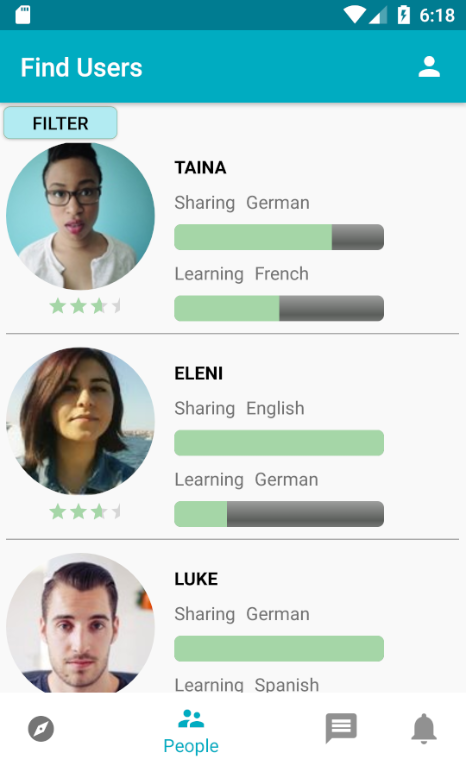 6:18
Find Users
FILTER
TAINA
Sharing German
Learning French
ELENI
Sharing English
Learning German
LUKE
Sharing German
Learning Spanish
People